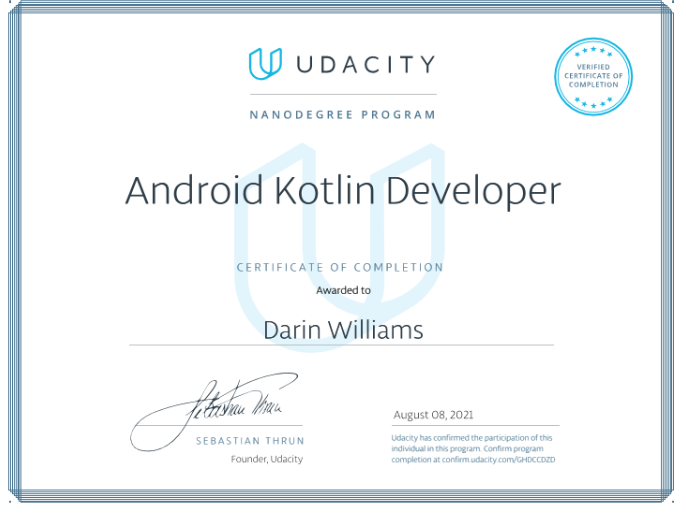 UDACITY
NANODEGREE PROGRAM
VERIFIED
CERTIFICATE OF
COMPLETION
Android Kotlin Developer
CERTIFICATE OF COMPLETION
Awarded to
Darin Williams
Sebastian Thrun
SEBASTIAN THRUN
Founder, Udacity
August 08, 2021
Udacity has confirmed the participation of this
individual in this program. Confirm program
completion at confirm.udacity.com/GHDCCDZD